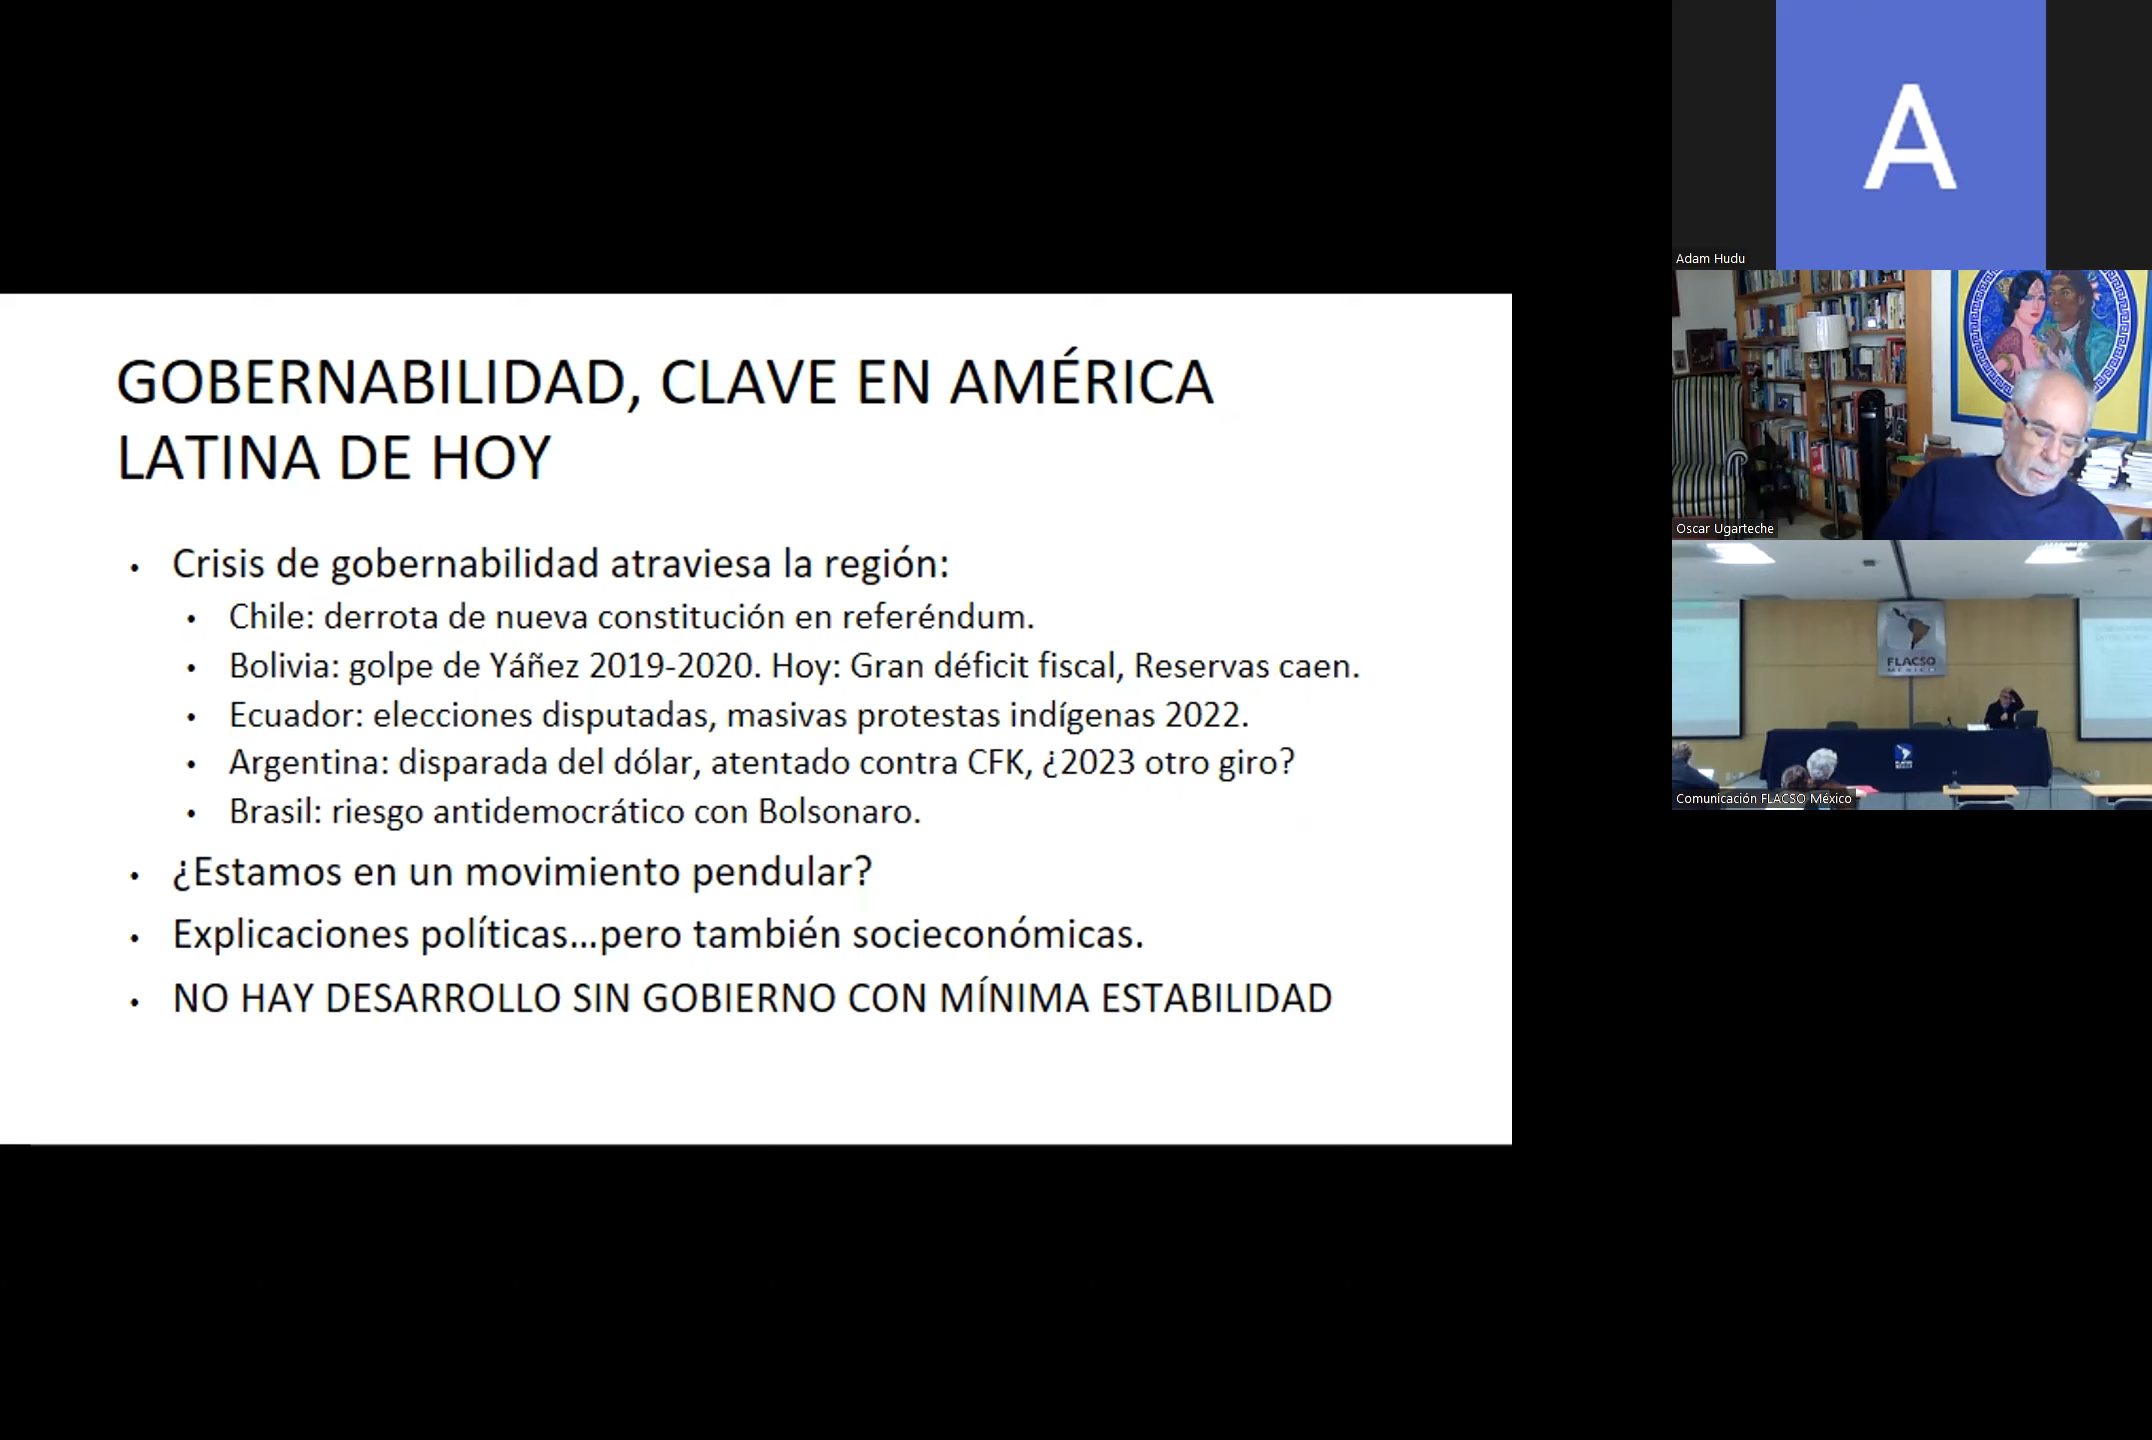 GOBERNABILIDAD, CLAVE EN AMÉRICA
LATINA DE HOY
• Crisis de gobernabilidad atraviesa la región:
• Chile: derrota de nueva constitución en referéndum.
• Bolivia: golpe de Yáñez 2019-2020. Hoy: Gran déficit fiscal, Reservas caen.
• Ecuador: elecciones disputadas, masivas protestas indígenas 2022.
• Argentina: disparada del dólar, atentado contra CFK, ¿2023 otro giro?
• Brasil: riesgo antidemocrático con Bolsonaro.
• ¿Estamos en un movimiento pendular?
• Explicaciones políticas...pero también socieconómicas.
• NO HAY DESARROLLO SIN GOBIERNO CON MÍNIMA ESTABILIDAD
A
Adam Hudu
Oscar Ugarteche
FLACSO
MÉXICO
Comunicación FLACSO México